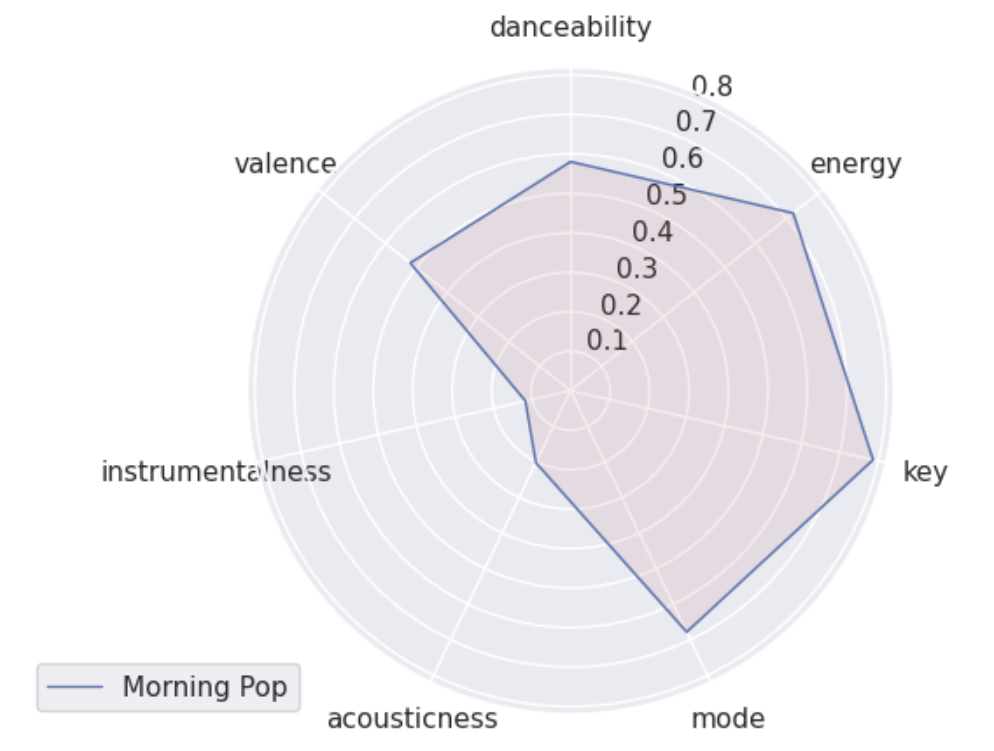 danceability
0.8
0.7
valence
0.6
energy
0.5
0.4
0.3
0.2
0.1
instrumentalness
key
Morning Pop
acousticness
mode